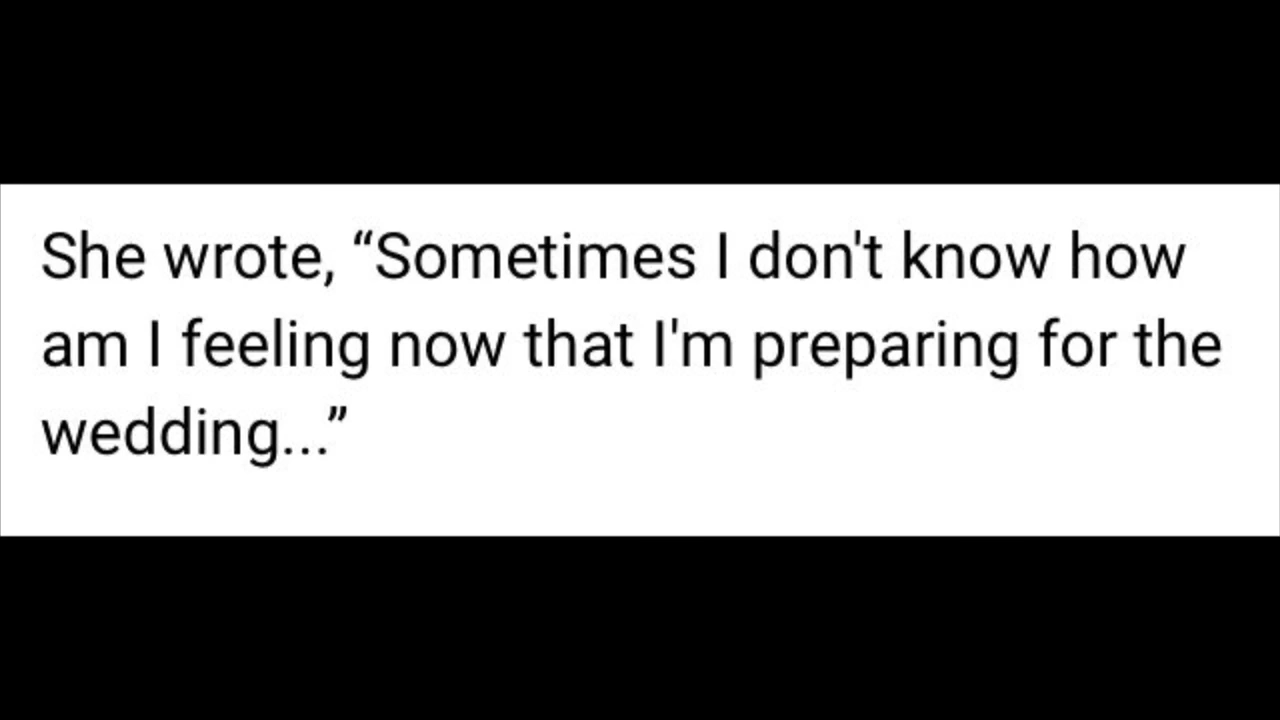 She wrote, “Sometimes I don't know how
am I feeling now that I'm preparing for the
wedding...”